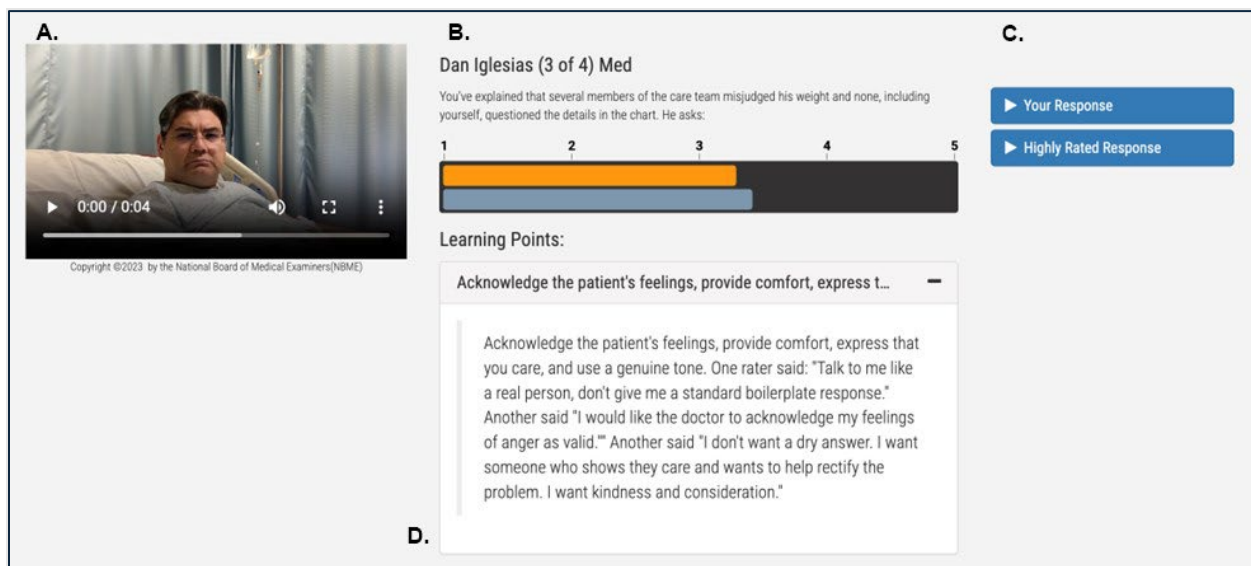 A.
0:00 / 0:04
Copyright ©2023 by the National Board of Medical Examiners(NBME)
B.
Dan Iglesias (3 of 4) Med
You've explained that several members of the care team misjudged his weight and none, including
yourself, questioned the details in the chart. He asks:
1 2 3 4 5
Learning Points:
Acknowledge the patient's feelings, provide comfort, express t...
Acknowledge the patient's feelings, provide comfort, express that
you care, and use a genuine tone. One rater said: "Talk to me like
a real person, don't give me a standard boilerplate response."
Another said "I would like the doctor to acknowledge my feelings
of anger as valid."" Another said "I don't want a dry answer. I want
someone who shows they care and wants to help rectify the
problem. I want kindness and consideration."
D.
C.
Your Response
Highly Rated Response